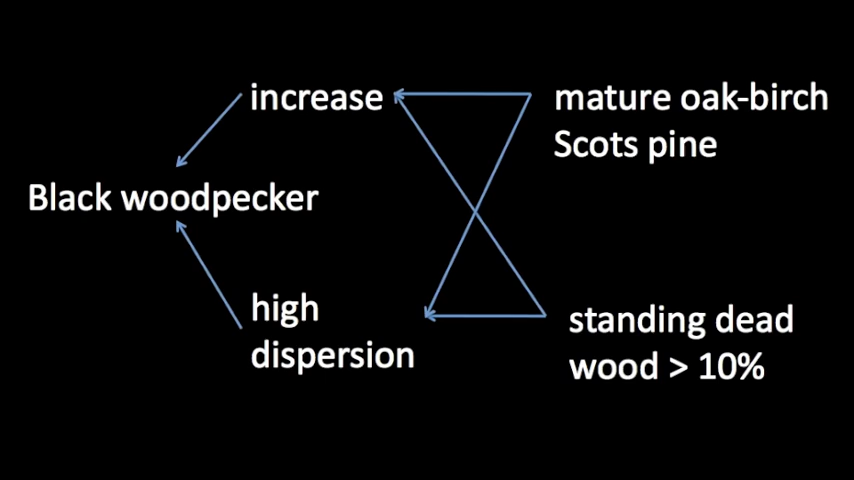 increase
mature oak-birch
Scots pine
Black woodpecker
high
dispersion
standing dead
wood > 10%